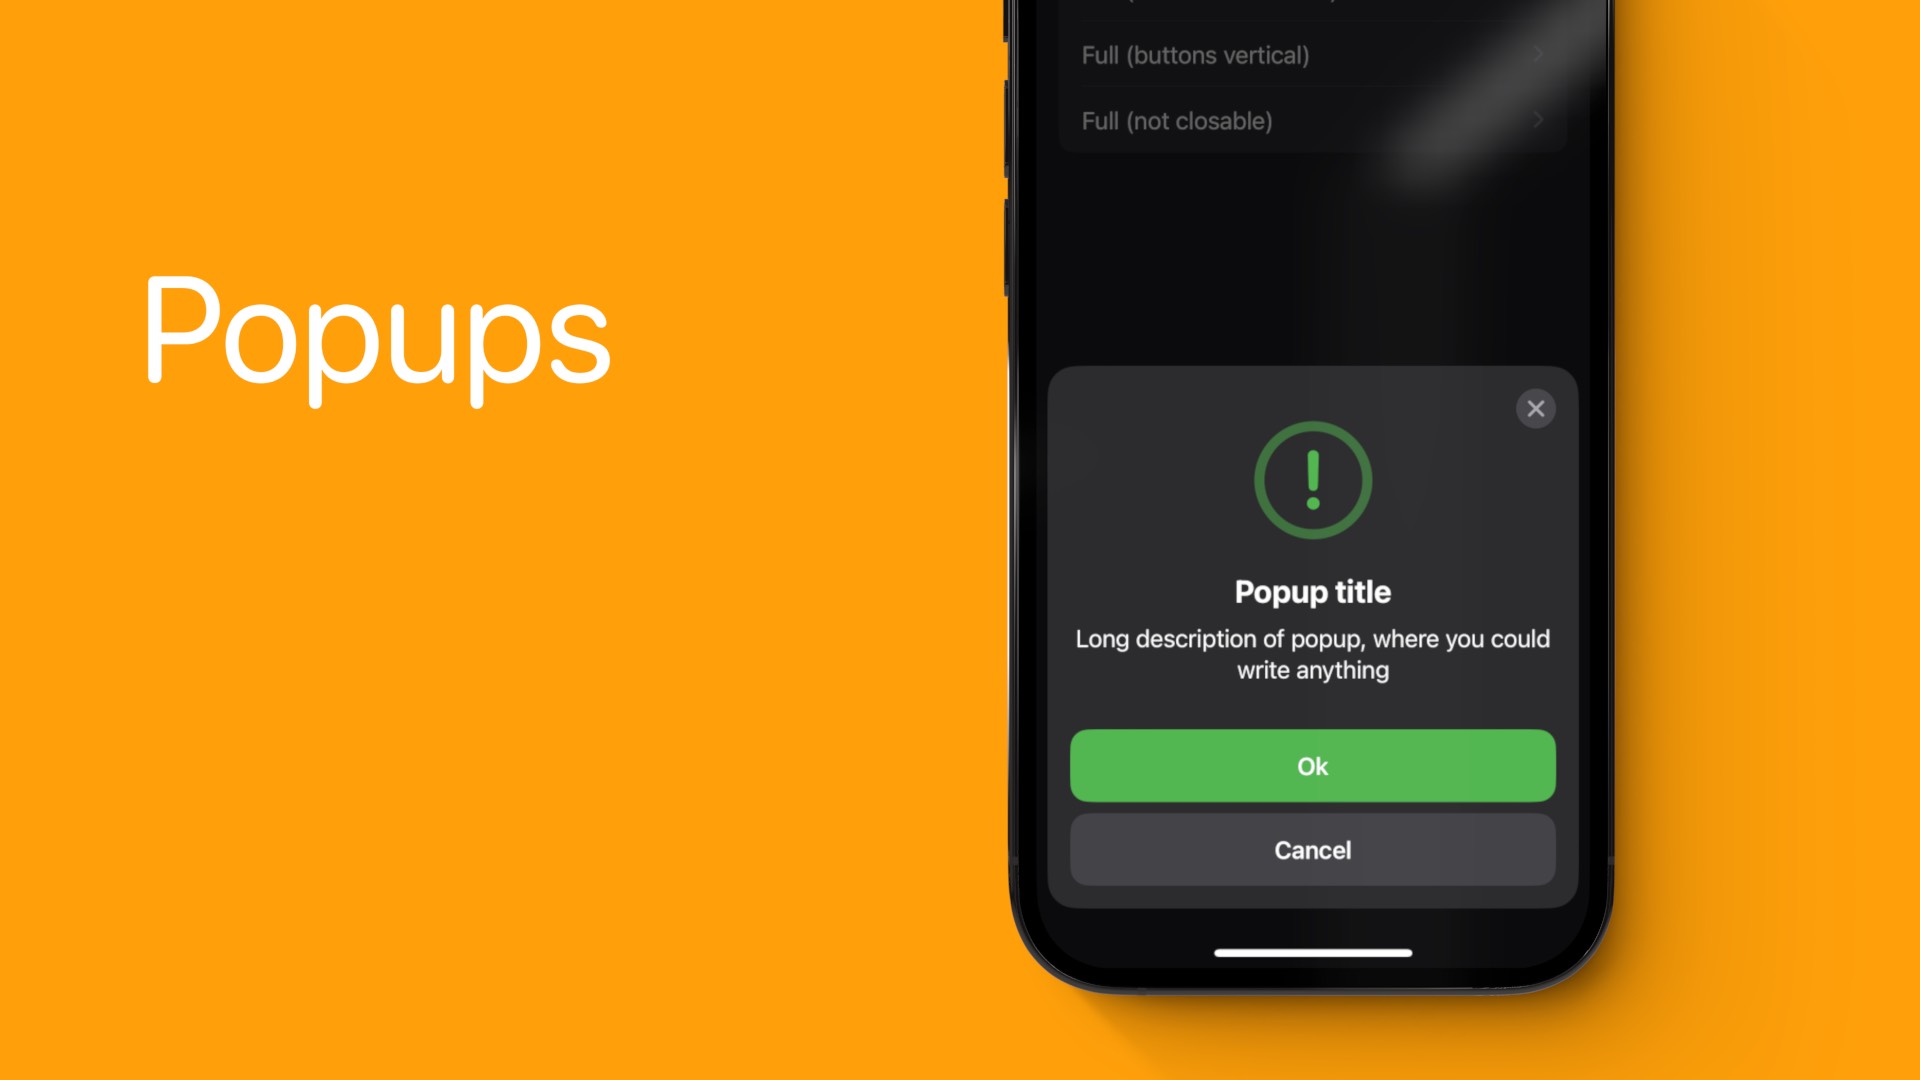 Popups
Full (buttons vertical)
Full (not closable)
Popup title
Long description of popup, where you could
write anything
Ok
Cancel